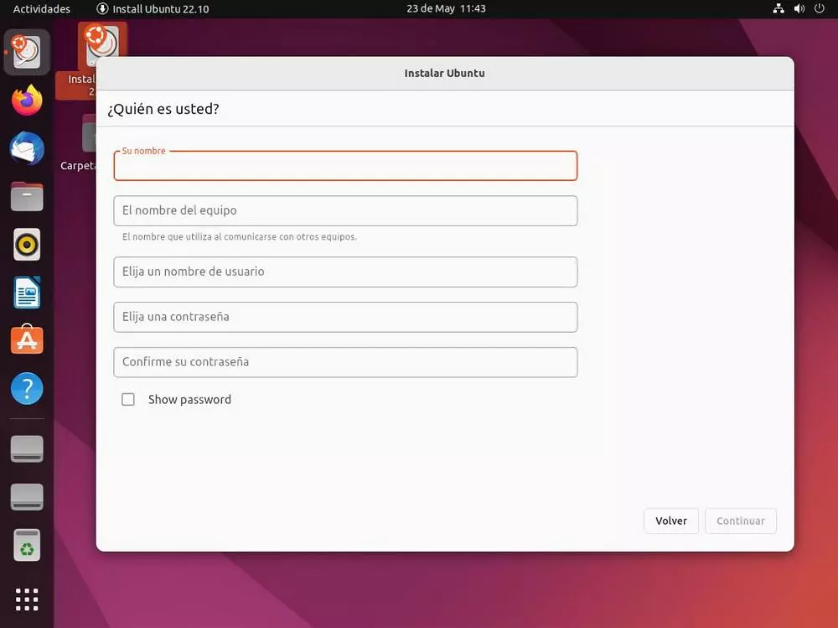 Actividades
Install Ubuntu 22.10
23 de May 11:43
Instal
2
Carpeta
Instalar Ubuntu
¿Quién es usted?
Su nombre
El nombre del equipo
El nombre que utiliza al comunicarse con otros equipos.
Elija un nombre de usuario
Elija una contraseña
Confirme su contraseña
Show password
Volver
Continuar